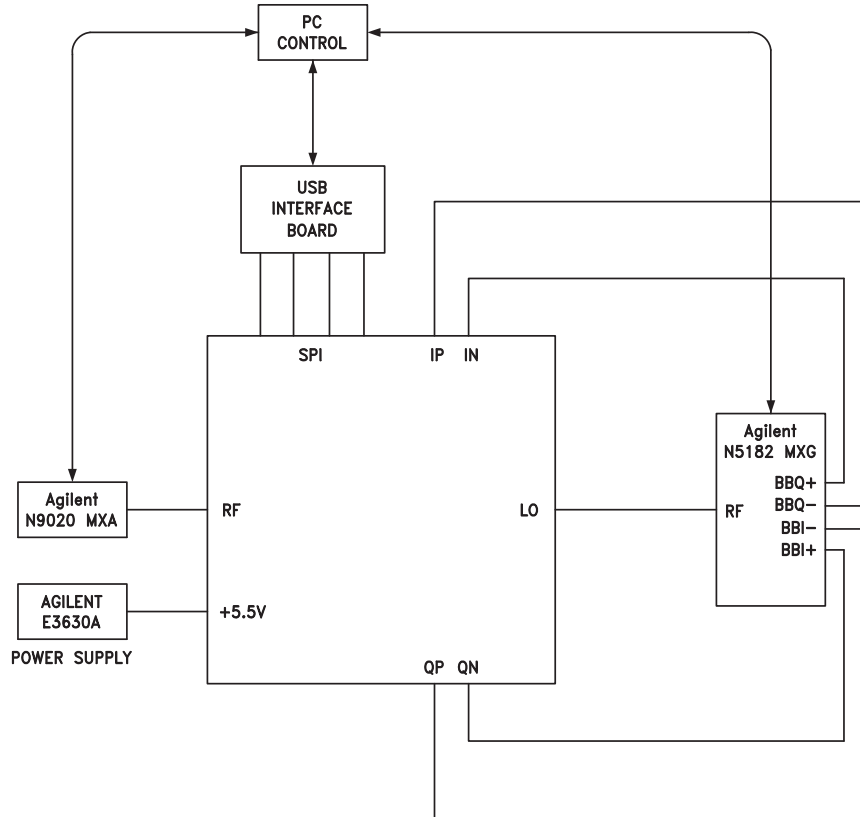 PC
CONTROL
USB
INTERFACE
BOARD
SPI
IP IN
Agilent
N5182 MXG
BBQ+
BBQ-
BBI-
BBI+
RF
Agilent
N9020 MXA
RF
LO
AGILENT
E3630A
+5.5V
POWER SUPPLY
QP QN